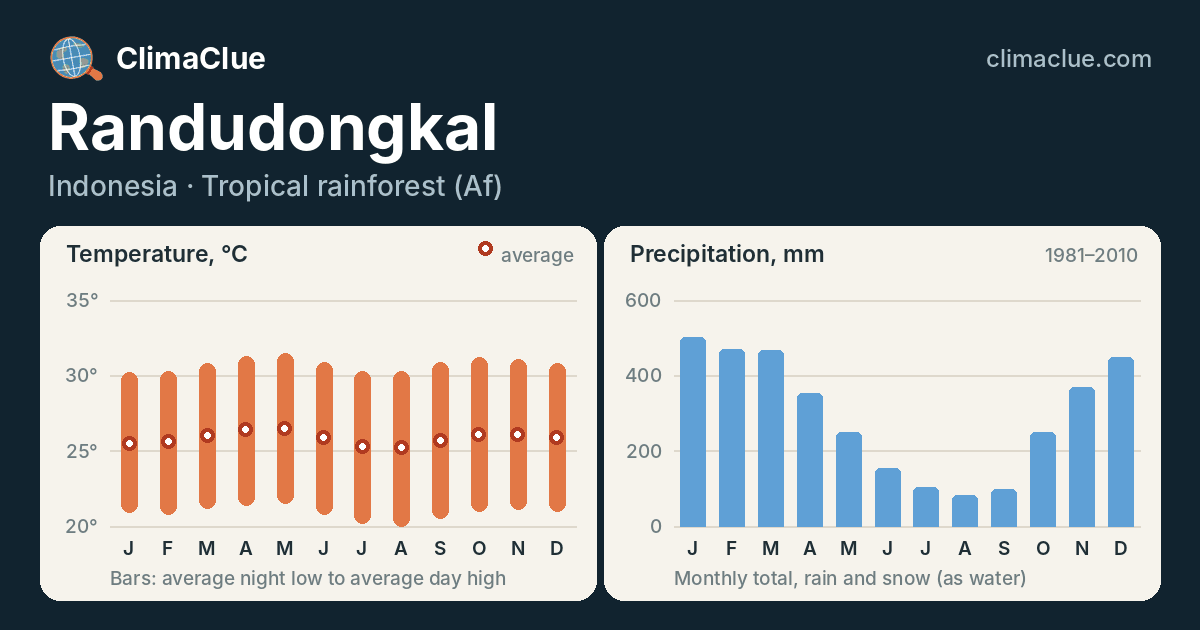 ClimaClue
climaclue.com
Randudongkal
Indonesia · Tropical rainforest (Af)
Temperature, °C
average
35°
30°
25°
20°
J F M A M J J A S O N D
Bars: average night low to average day high
Precipitation, mm
1981–2010
600
400
200
0
J F M A M J J A S O N D
Monthly total, rain and snow (as water)